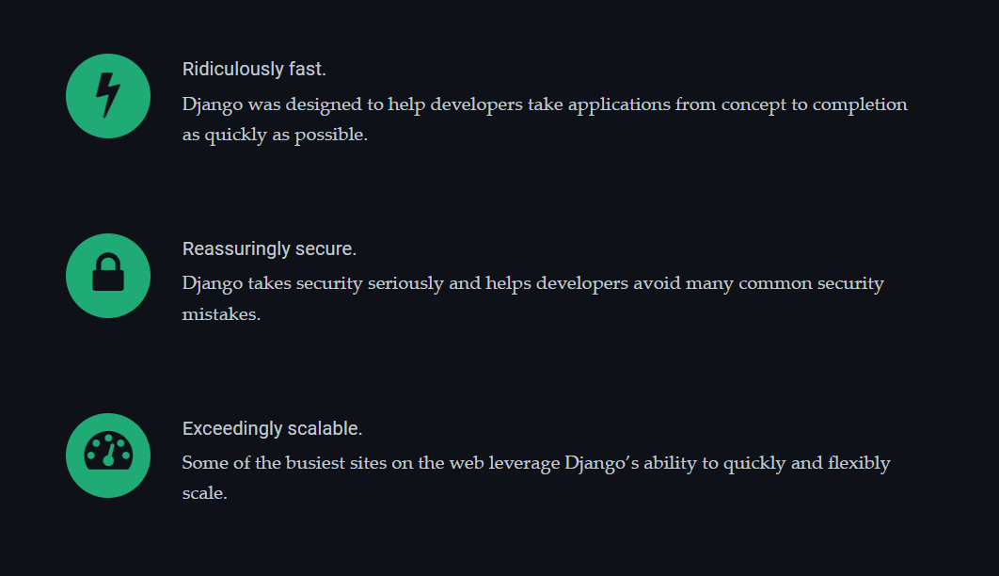 Ridiculously fast.
Django was designed to help developers take applications from concept to completion
as quickly as possible.
Reassuringly secure.
Django takes security seriously and helps developers avoid many common security
mistakes.
Exceedingly scalable.
Some of the busiest sites on the web leverage Django’s ability to quickly and flexibly
scale.